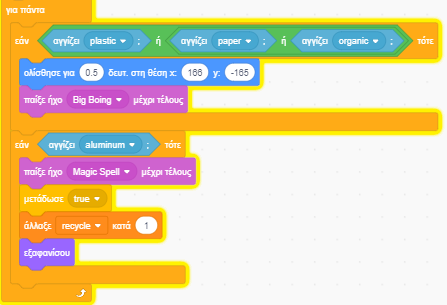 για πάντα
εάν αγγίζει plastic ; ή αγγίζει paper ; ή αγγίζει organic ; τότε
ολίσθησε για 0.5 δευτ. στη θέση x: 166 y: -165
παίξε ήχο Big Boing μέχρι τέλους
εάν αγγίζει aluminum ; τότε
παίξε ήχο Magic Spell μέχρι τέλους
μετάδωσε true
άλλαξε recycle κατά 1
εξαφανίσου